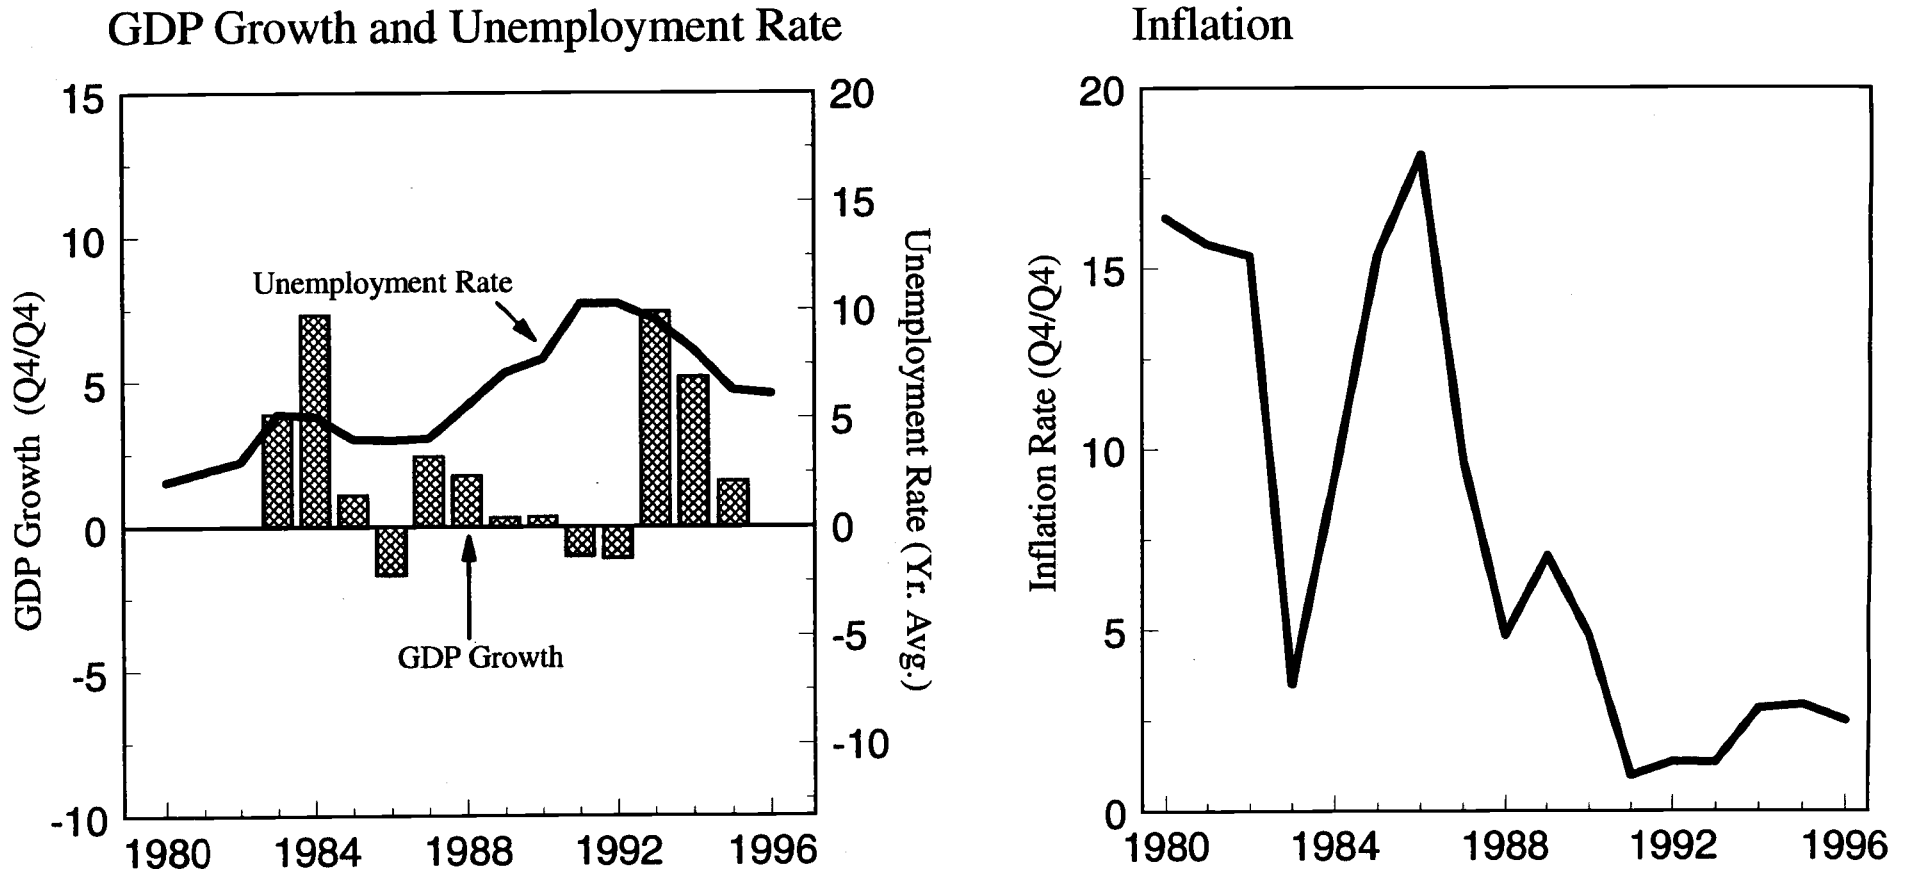 GDP Growth and Unemployment Rate
15
10
5
0
-5
-10
20
15
10
5
0
-5
-10
GDP Growth (Q4/Q4)
Unemployment Rate (Yr. Avg.)
Unemployment Rate
GDP Growth
1980 1984 1988 1992 1996
Inflation
20
15
10
5
0
Inflation Rate (Q4/Q4)
1980 1984 1988 1992 1996